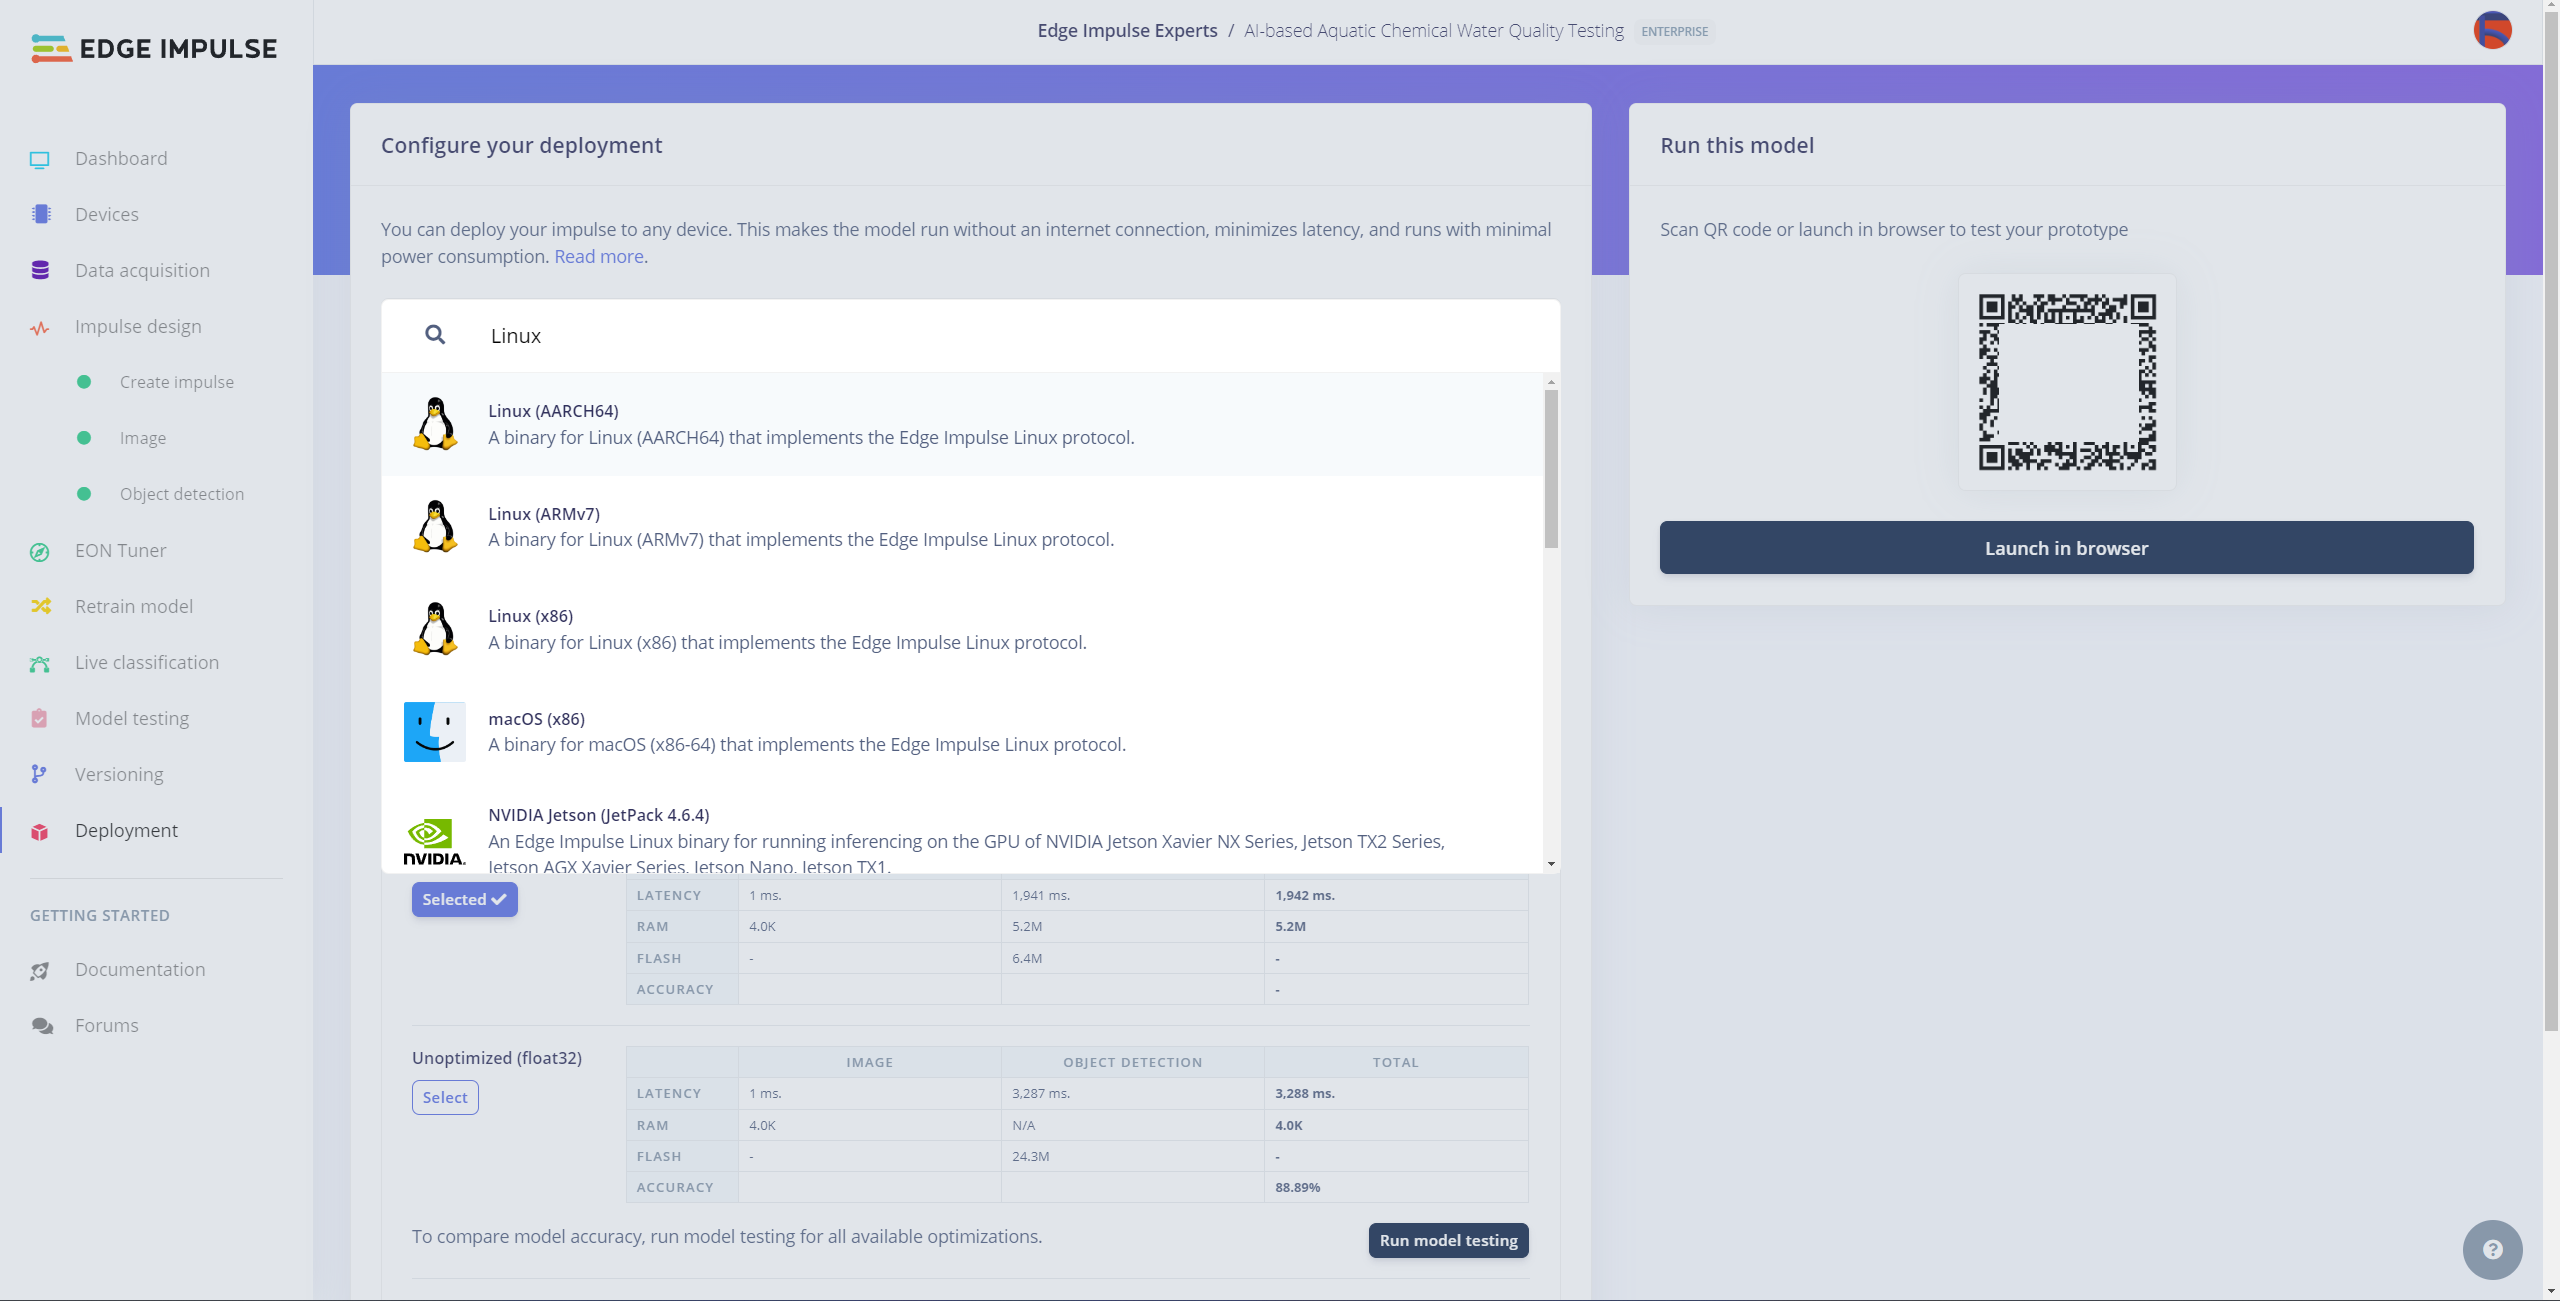 EDGE IMPULSE
Edge Impulse Experts / AI-based Aquatic Chemical Water Quality Testing ENTERPRISE
Dashboard
Devices
Data acquisition
Impulse design
Create impulse
Image
Object detection
EON Tuner
Retrain model
Live classification
Model testing
Versioning
Deployment
GETTING STARTED
Documentation
Forums
Configure your deployment
You can deploy your impulse to any device. This makes the model run without an internet connection, minimizes latency, and runs with minimal
power consumption. Read more.
Linux
Linux (AARCH64)
A binary for Linux (AARCH64) that implements the Edge Impulse Linux protocol.
Linux (ARMv7)
A binary for Linux (ARMv7) that implements the Edge Impulse Linux protocol.
Linux (x86)
A binary for Linux (x86) that implements the Edge Impulse Linux protocol.
macOS (x86)
A binary for macOS (x86-64) that implements the Edge Impulse Linux protocol.
NVIDIA.
NVIDIA Jetson (JetPack 4.6.4)
An Edge Impulse Linux binary for running inferencing on the GPU of NVIDIA Jetson Xavier NX Series, Jetson TX2 Series,
Jetson AGX Xavier Series, Jetson Nano, Jetson TX1.
Selected
LATENCY 1 ms. 1,941 ms. 1,942 ms.
RAM 4.0K 5.2M 5.2M
FLASH - 6.4M -
ACCURACY -
Unoptimized (float32)
Select
IMAGE OBJECT DETECTION TOTAL
LATENCY 1 ms. 3,287 ms. 3,288 ms.
RAM 4.0K N/A 4.0K
FLASH - 24.3M -
ACCURACY 88.89%
To compare model accuracy, run model testing for all available optimizations.
Run model testing
Run this model
Scan QR code or launch in browser to test your prototype
Launch in browser
?